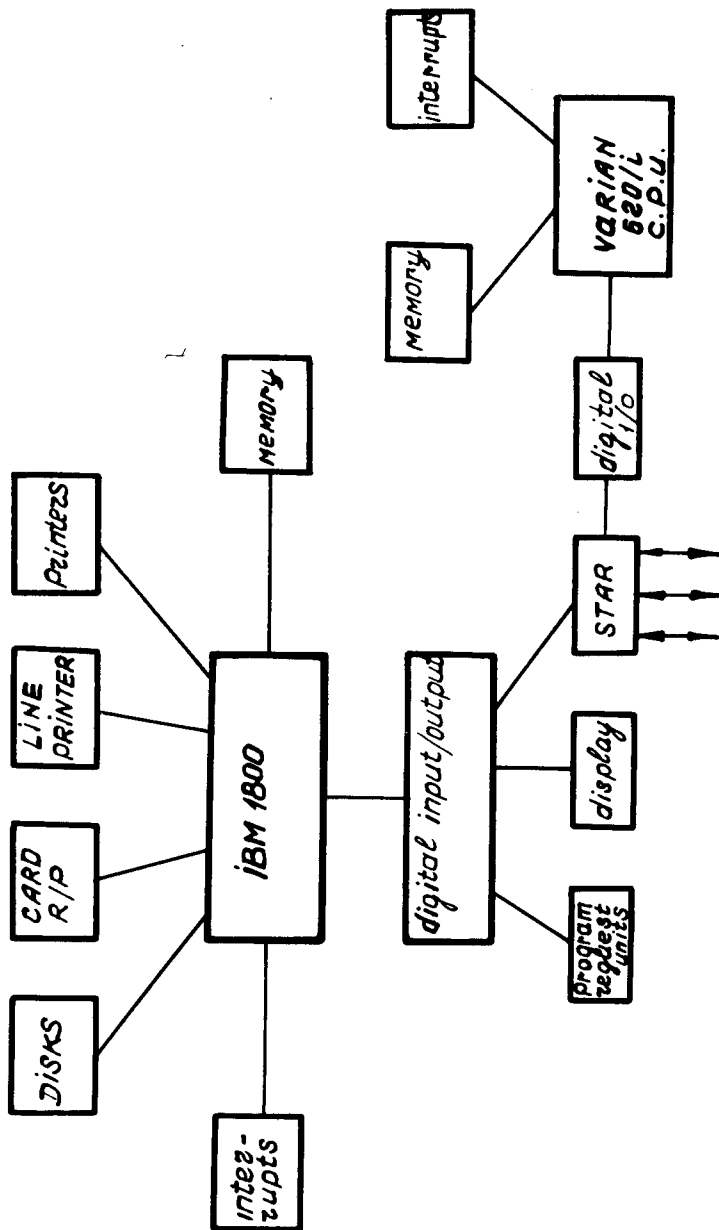 DiSKS
CARD
R/P
LiNE
PRiNTER
Printers
inter-
rupts
iBM 1800
MEMORY
digital input/output
program
request
units
display
STAR
digital
i/o
MEMORY
interrupts
VARiAN
620/i
C.P.U.